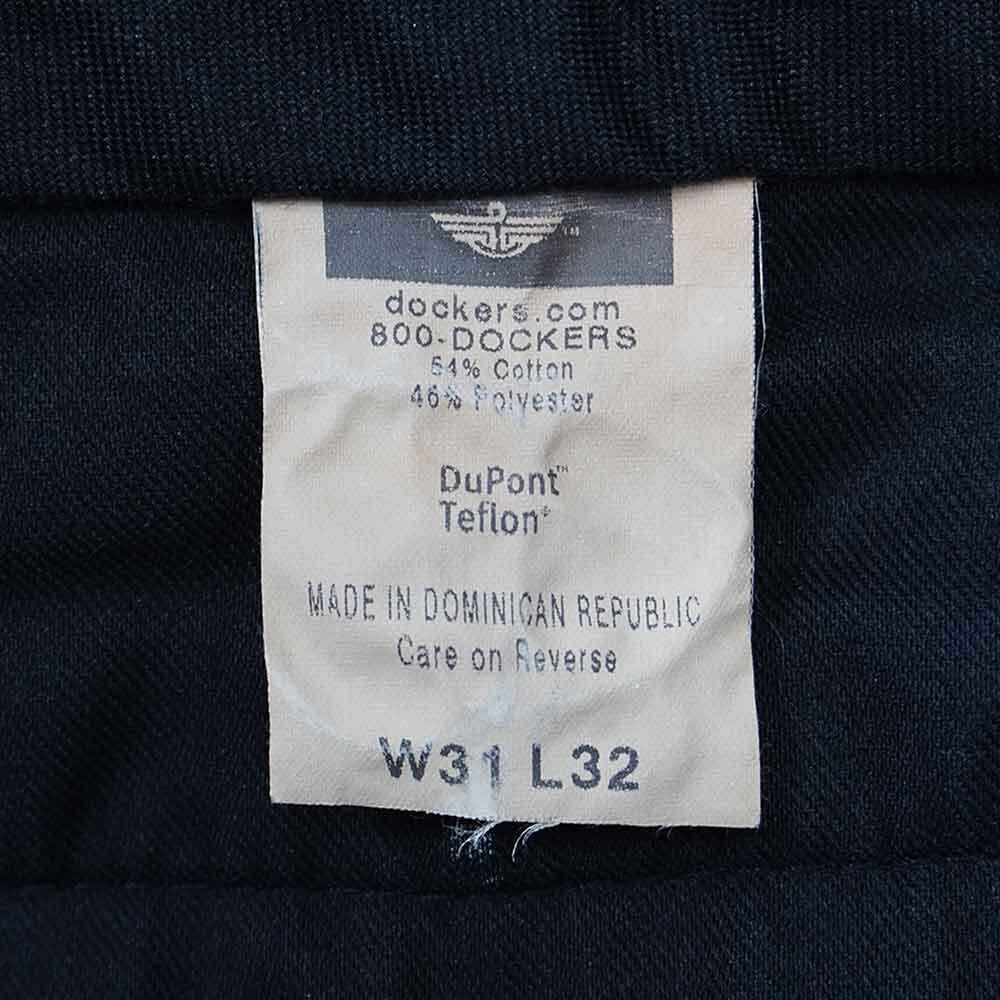 TM
dockers.com
800-DOCKERS
54% Cotton
46% Polyester
DuPont™
Teflon®
MADE IN DOMINICAN REPUBLIC
Care on Reverse
W31 L32